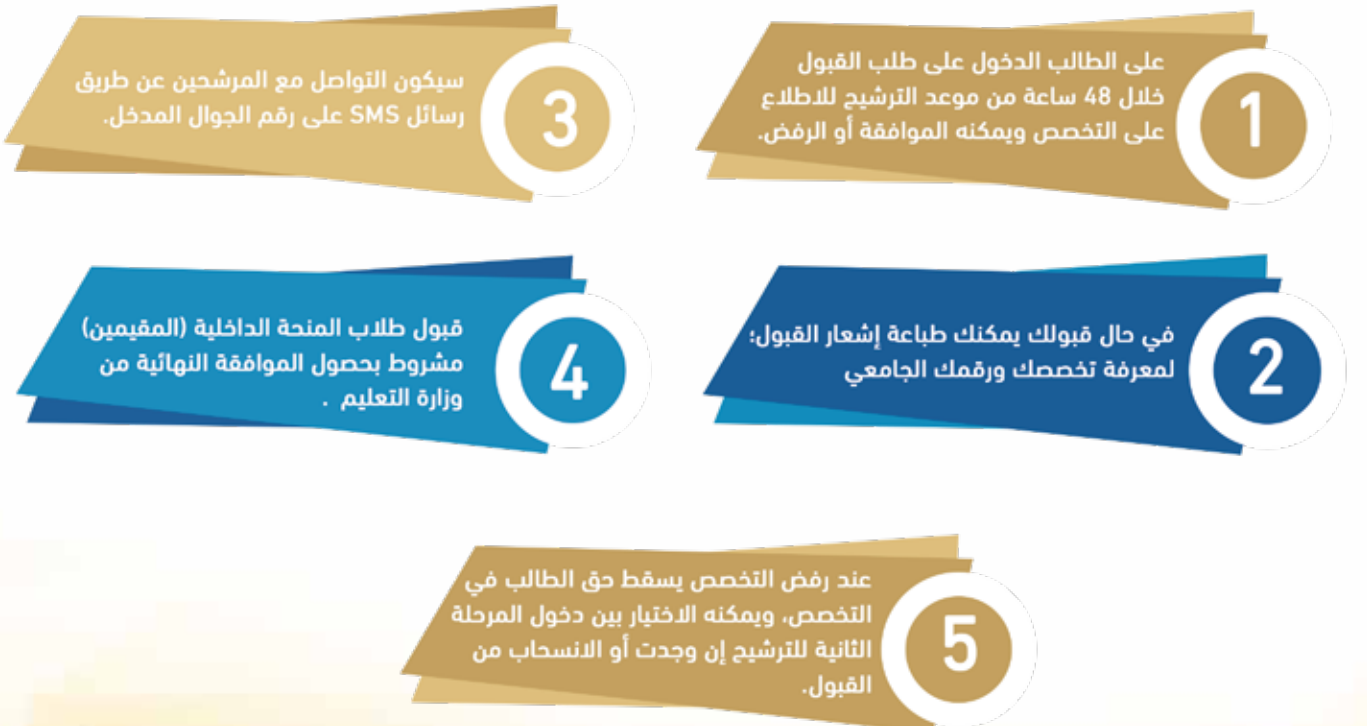 1
على الطالب الدخول على طلب القبول
خلال 48 ساعة من موعد الترشيح للاطلاع
على التخصص ويمكنه الموافقة أو الرفض.
2
في حال قبولك يمكنك طباعة إشعار القبول؛
لمعرفة تخصصك ورقمك الجامعي
3
سيكون التواصل مع المرشحين عن طريق
رسائل SMS على رقم الجوال المدخل.
4
قبول طلاب المنحة الداخلية (المقيمين)
مشروط بحصول الموافقة النهائية من
وزارة التعليم .
5
عند رفض التخصص يسقط حق الطالب في
التخصص، ويمكنه الاختيار بين دخول المرحلة
الثانية للترشيح إن وجدت أو الانسحاب من
القبول.